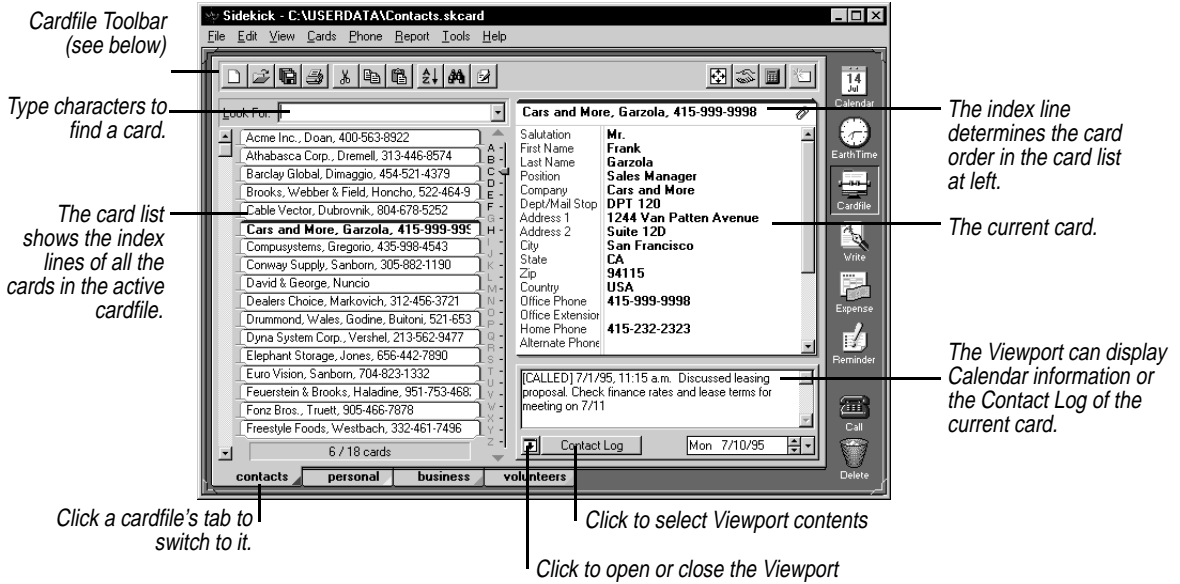 Cardfile Toolbar
(see below)
Type characters to
find a card.
The card list
shows the index
lines of all the
cards in the active
cardfile.
Click a cardfile's tab to
switch to it.
Sidekick - C:\USERDATA\Contacts.skcard
File Edit View Cards Phone Report Tools Help
Look For:
Acme Inc., Doan, 400-563-8922
Athabasca Corp., Dremell, 313-446-8574
Barclay Global, Dimaggio, 454-521-4379
Brooks, Webber & Field, Honcho, 522-464-9
Cable Vector, Dubrovnik, 804-678-5252
Cars and More, Garzola, 415-999-999
Compusystems, Gregorio, 435-998-4543
Conway Supply, Sanborn, 305-882-1190
David & George, Nuncio
Dealers Choice, Markovich, 312-456-3721
Drummond, Wales, Godine, Buitoni, 521-653
Dyna System Corp., Vershel, 213-562-9477
Elephant Storage, Jones, 656-442-7890
Euro Vision, Sanborn, 704-823-1332
Feuerstein & Brooks, Haladine, 951-753-468
Fonz Bros., Truett, 905-466-7878
Freestyle Foods, Westbach, 332-461-7496
6 / 18 cards
A
B
C
D
E
F
G
H
I
J
K
L
M
N
O
P
Q
R
S
T
U
V
W
X
Y
Z
contacts personal business volunteers
Cars and More, Garzola, 415-999-9998
Salutation Mr.
First Name Frank
Last Name Garzola
Position Sales Manager
Company Cars and More
Dept/Mail Stop DPT 120
Address 1 1244 Van Patten Avenue
Address 2 Suite 12D
City San Francisco
State CA
Zip 94115
Country USA
Office Phone 415-999-9998
Office Extension
Home Phone 415-232-2323
Alternate Phone
[CALLED] 7/1/95, 11:15 a.m. Discussed leasing
proposal. Check finance rates and lease terms for
meeting on 7/11
Contact Log
Mon 7/10/95
14
Jul
Calendar
EarthTime
Cardfile
Write
Expense
Reminder
Call
Delete
The index line
determines the card
order in the card list
at left.
The current card.
The Viewport can display
Calendar information or
the Contact Log of the
current card.
Click to select Viewport contents
Click to open or close the Viewport